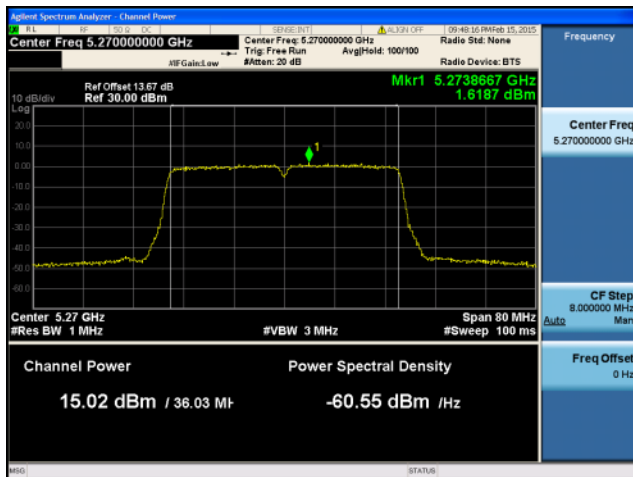 Agilent Spectrum Analyzer - Channel Power
RL RF 50 Ω DC SENSE:INT ALIGN OFF 09:48:16 PM Feb 15, 2015
Center Freq 5.270000000 GHz
Center Freq: 5.270000000 GHz Radio Std: None
Trig: Free Run Avg|Hold: 100/100
#IFGain:Low #Atten: 20 dB Radio Device: BTS
Ref Offset 13.67 dB
10 dB/div Ref 30.00 dBm
Mkr1 5.2738667 GHz
1.6187 dBm
Log
20.0
10.0
0.00
-10.0
-20.0
-30.0
-40.0
-50.0
-60.0
1
Center 5.27 GHz Span 80 MHz
#Res BW 1 MHz #VBW 3 MHz #Sweep 100 ms
Channel Power Power Spectral Density
15.02 dBm / 36.03 MH -60.55 dBm /Hz
MSG STATUS
Frequency
Center Freq
5.270000000 GHz
CF Step
8.000000 MHz
Auto Man
Freq Offset
0 Hz